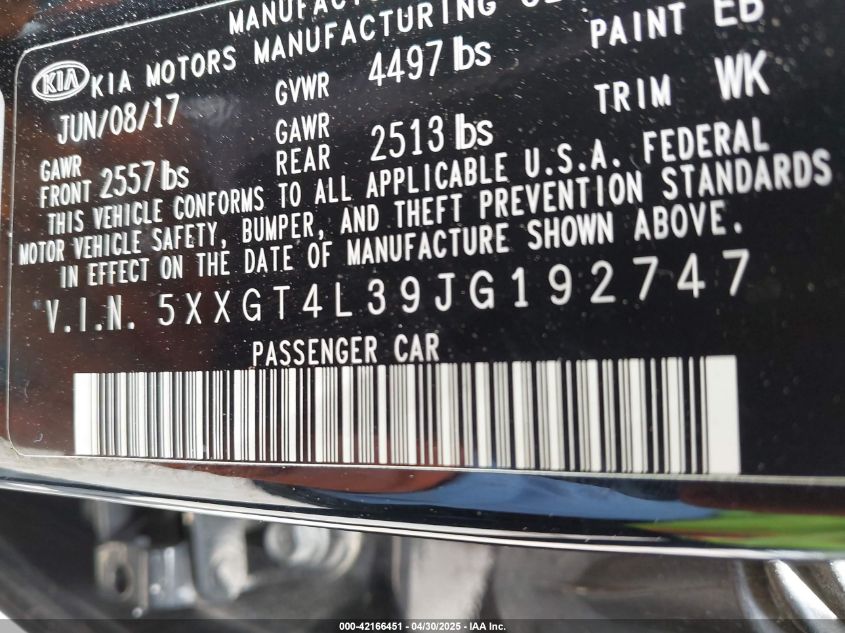 KIA
KIA MOTORS MANUFACTURING
JUN/08/17 GVWR 4497 lbs PAINT EB
GAWR FRONT 2557 lbs GAWR REAR 2513 lbs TRIM WK
THIS VEHICLE CONFORMS TO ALL APPLICABLE U.S.A. FEDERAL
MOTOR VEHICLE SAFETY, BUMPER, AND THEFT PREVENTION STANDARDS
IN EFFECT ON THE DATE OF MANUFACTURE SHOWN ABOVE.
V.I.N. 5XXGT4L39JG192747
PASSENGER CAR
000-42166451 - 04/30/2025 - IAA Inc.